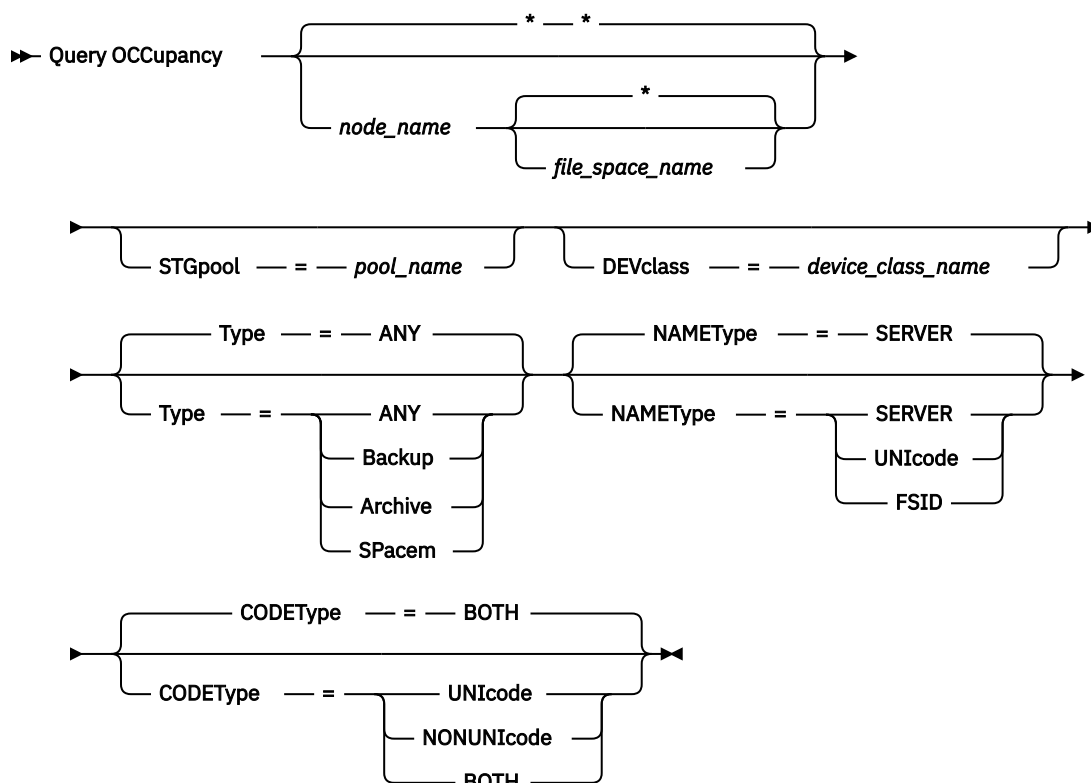 * *
Query OCCupancy
*
node_name
file_space_name
STGpool = pool_name DEVclass = device_class_name
Type = ANY NAMEType = SERVER
Type = ANY NAMEType = SERVER
Backup UNIcode
Archive FSID
SPacem
CODEType = BOTH
CODEType = UNIcode
NONUNIcode
BOTH